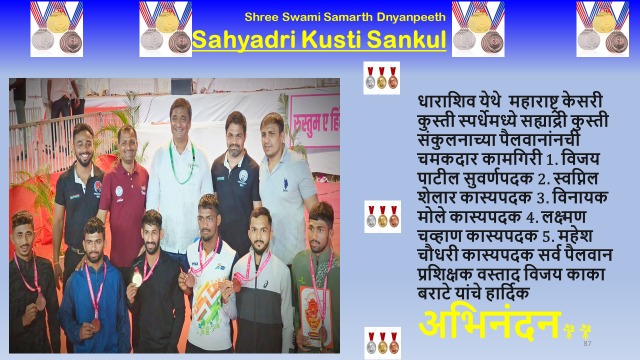 Shree Swami Samarth Dnyanpeeth
Sahyadri Kusti Sankul
रुस्तुम ए हिं
धाराशिव येथे महाराष्ट्र केसरी
कुस्ती स्पर्धेमध्ये सह्याद्री कुस्ती
संकुलनाच्या पैलवानांनची
चमकदार कामगिरी 1. विजय
पाटील सुवर्णपदक 2. स्वप्निल
शेलार कास्यपदक 3. विनायक
मोले कास्यपदक 4. लक्ष्मण
चव्हाण कास्यपदक 5. महेश
चौधरी कास्यपदक सर्व पैलवान
प्रशिक्षक वस्ताद विजय काका
बराटे यांचे हार्दिक
अभिनंदन
87